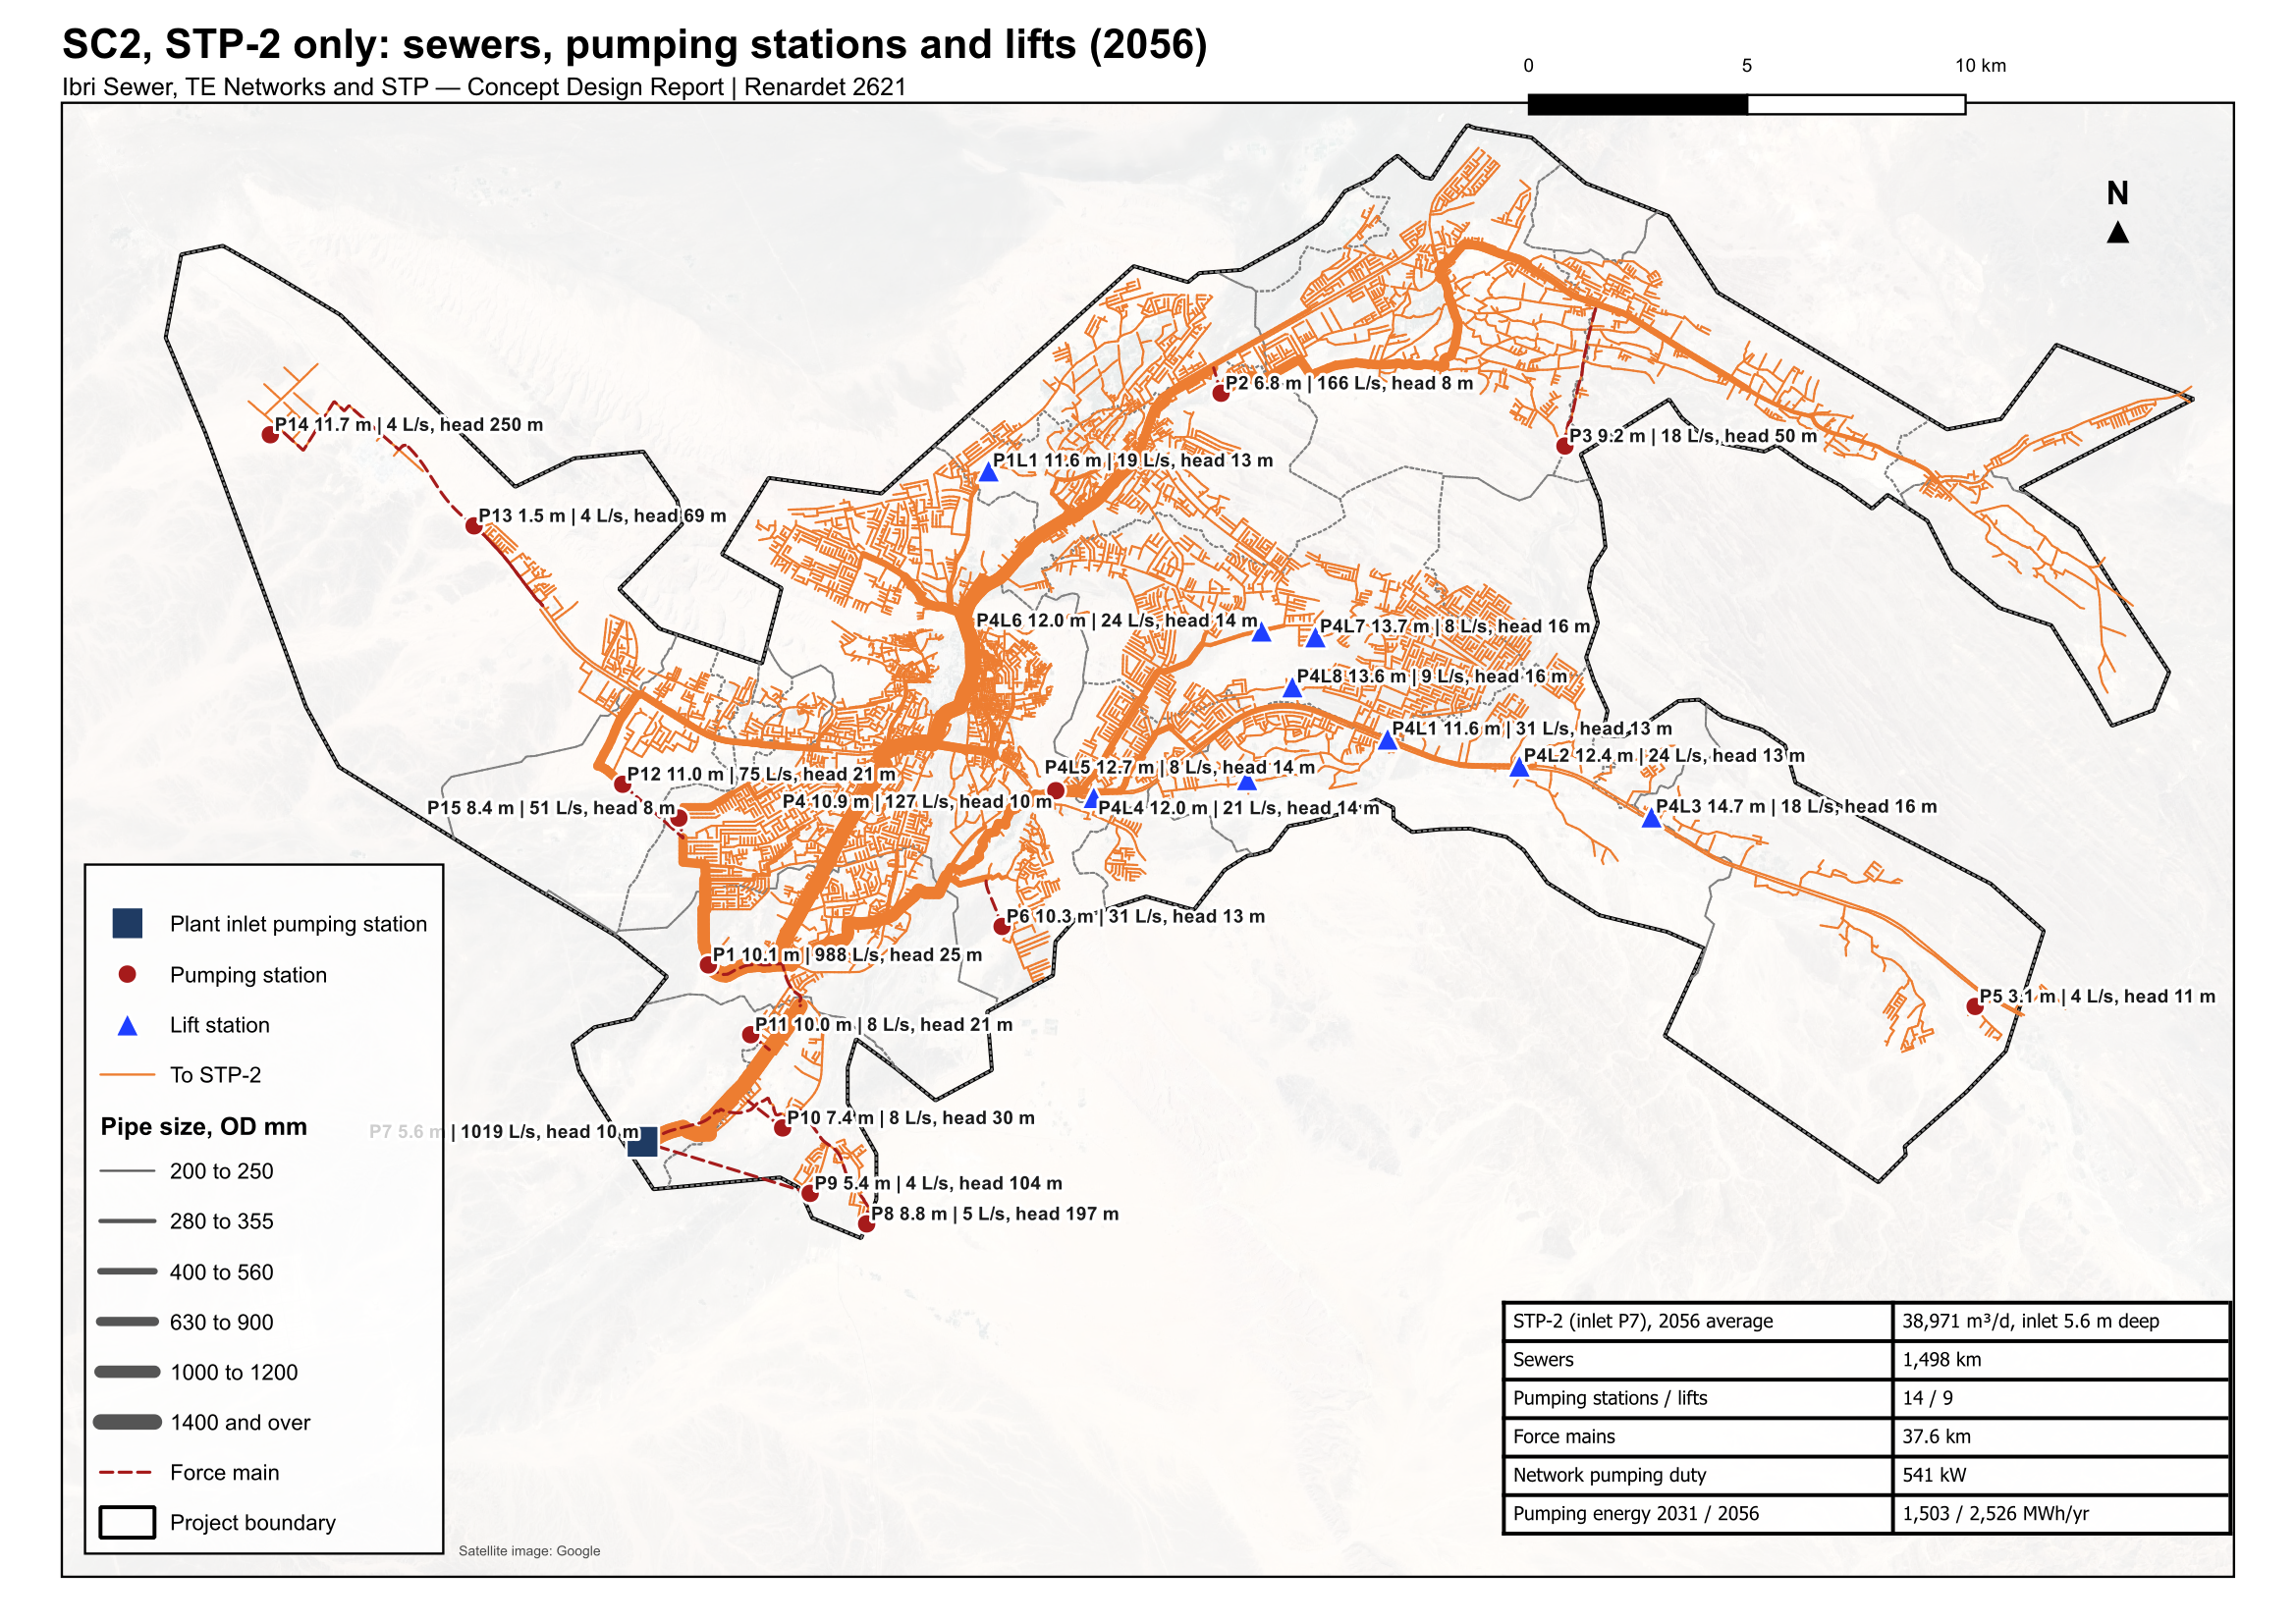 SC2, STP-2 only: sewers, pumping stations and lifts (2056)
Ibri Sewer, TE Networks and STP — Concept Design Report | Renardet 2621
0 5 10 km
N
P2 6.8 m | 166 L/s, head 8 m
P14 11.7 m | 4 L/s, head 250 m
P3 9.2 m | 18 L/s, head 50 m
P1L1 11.6 m | 19 L/s, head 13 m
P13 1.5 m | 4 L/s, head 69 m
P4L6 12.0 m | 24 L/s, head 14 m
P4L7 13.7 m | 8 L/s, head 16 m
P4L8 13.6 m | 9 L/s, head 16 m
P4L1 11.6 m | 31 L/s, head 13 m
P4L2 12.4 m | 24 L/s, head 13 m
P4L5 12.7 m | 8 L/s, head 14 m
P12 11.0 m | 75 L/s, head 21 m
P4 10.9 m | 127 L/s, head 10 m
P15 8.4 m | 51 L/s, head 8 m
P4L4 12.0 m | 21 L/s, head 14 m
P4L3 14.7 m | 18 L/s, head 16 m
P6 10.3 m | 31 L/s, head 13 m
P1 10.1 m | 988 L/s, head 25 m
P5 3.1 m | 4 L/s, head 11 m
P11 10.0 m | 8 L/s, head 21 m
P10 7.4 m | 8 L/s, head 30 m
P7 5.6 m | 1019 L/s, head 10 m
P9 5.4 m | 4 L/s, head 104 m
P8 8.8 m | 5 L/s, head 197 m
Plant inlet pumping station
Pumping station
Lift station
To STP-2
Pipe size, OD mm
200 to 250
280 to 355
400 to 560
630 to 900
1000 to 1200
1400 and over
Force main
Project boundary
Satellite image: Google
STP-2 (inlet P7), 2056 average 38,971 m³/d, inlet 5.6 m deep
Sewers 1,498 km
Pumping stations / lifts 14 / 9
Force mains 37.6 km
Network pumping duty 541 kW
Pumping energy 2031 / 2056 1,503 / 2,526 MWh/yr